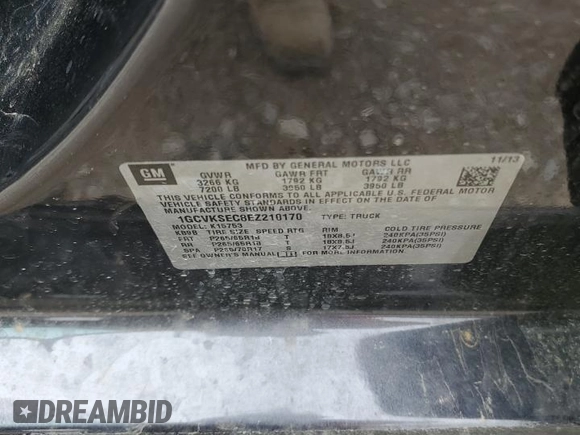 GM
MFD BY GENERAL MOTORS LLC 11/13
GVWR GAWR FRT GAWR RR
3266 KG 1792 KG 1792 KG
7200 LB 3950 LB 3950 LB
THIS VEHICLE CONFORMS TO ALL APPLICABLE U.S. FEDERAL MOTOR
VEHICLE SAFETY STANDARDS IN EFFECT ON THE DATE OF
MANUFACTURE SHOWN ABOVE.
1GCVKSEC8EZ210170 TYPE: TRUCK
MODEL: K15753
TIRE SIZE SPEED RTG RIM COLD TIRE PRESSURE
FRT P265/65R18 T 18X8.5J 240KPA(35PSI)
RR P265/65R18 T 18X8.5J 240KPA(35PSI)
SPA T 17X7.5J 240KPA(35PSI)
SEE OWNER'S MANUAL FOR MORE INFORMATION
DREAMBID